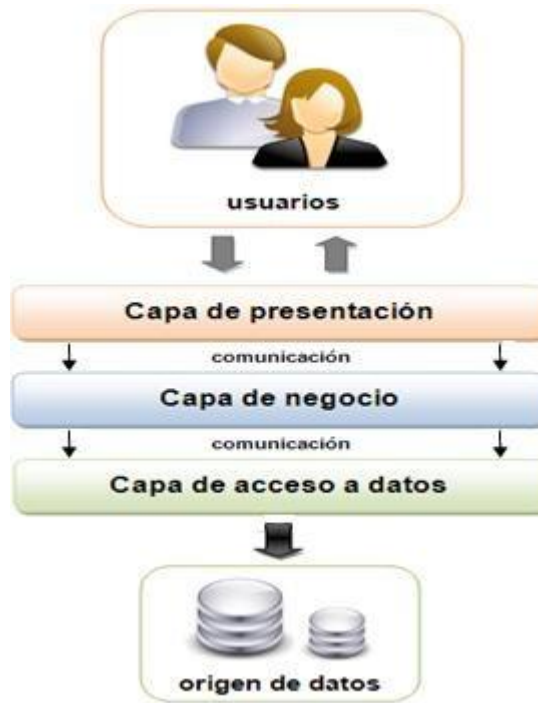 usuarios
Capa de presentación
comunicación
Capa de negocio
comunicación
Capa de acceso a datos
origen de datos